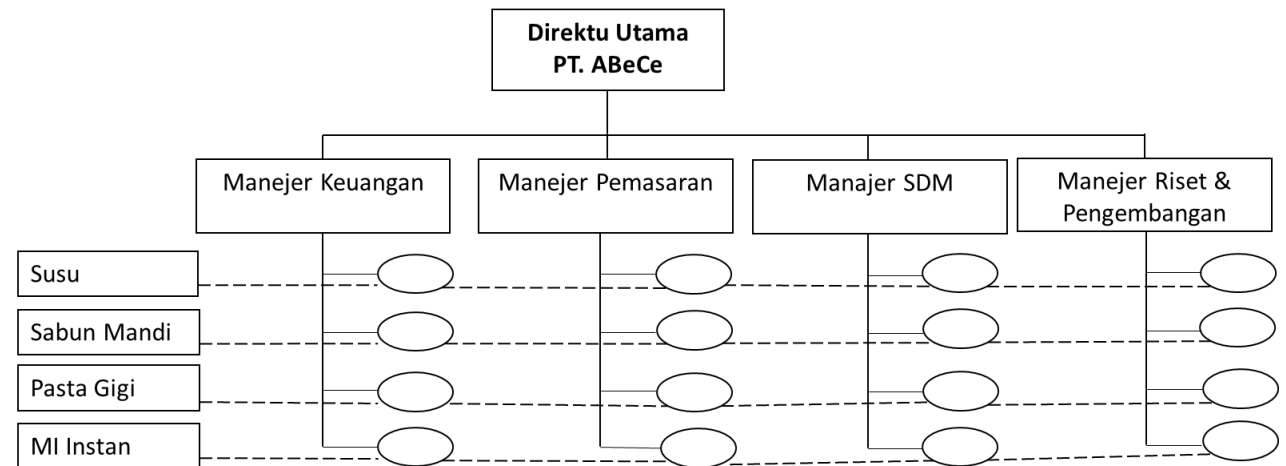 Direktu Utama
PT. ABeCe
Manejer Keuangan
Manejer Pemasaran
Manajer SDM
Manejer Riset &
Pengembangan
Susu
Sabun Mandi
Pasta Gigi
MI Instan